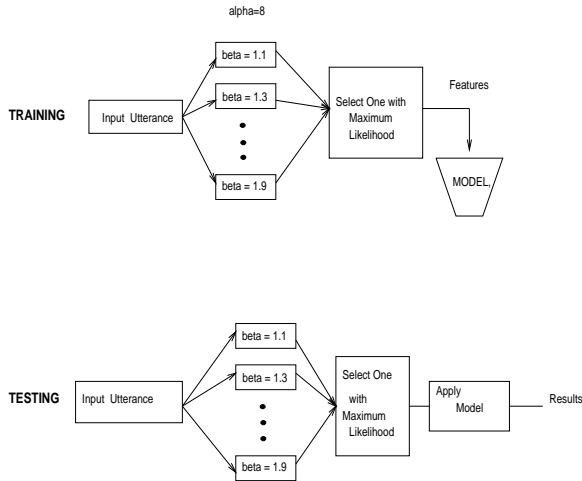 alpha=8
beta = 1.1
beta = 1.3
TRAINING
Input Utterance
Select One with
Maximum
Likelihood
Features
beta = 1.9
MODEL,
beta = 1.1
beta = 1.3
TESTING
Input Utterance
Select One
with
Maximum
Likelihood
Apply
Model
Results
beta = 1.9